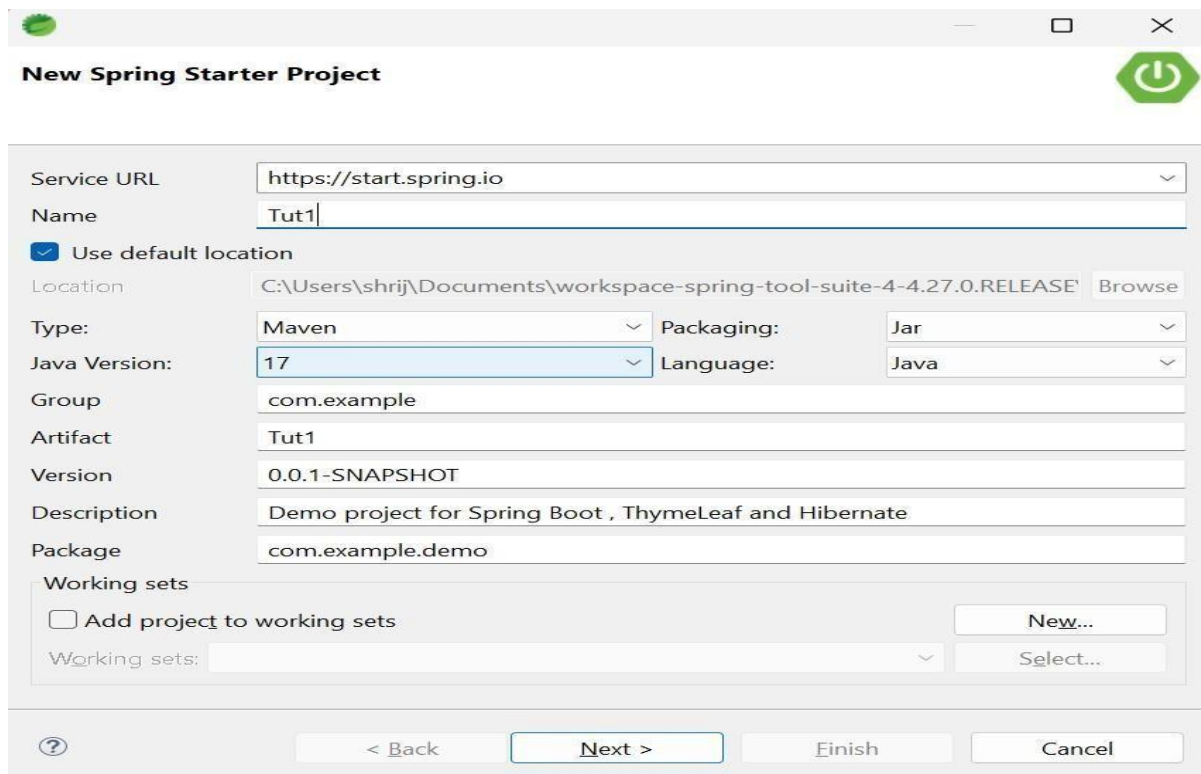 New Spring Starter Project
Service URL https://start.spring.io
Name Tut1
Use default location
Location C:\Users\shrij\Documents\workspace-spring-tool-suite-4-4.27.0.RELEASE\ Browse
Type: Maven Packaging: Jar
Java Version: 17 Language: Java
Group com.example
Artifact Tut1
Version 0.0.1-SNAPSHOT
Description Demo project for Spring Boot , ThymeLeaf and Hibernate
Package com.example.demo
Working sets
Add project to working sets New...
Working sets: Select...
? < Back Next > Finish Cancel